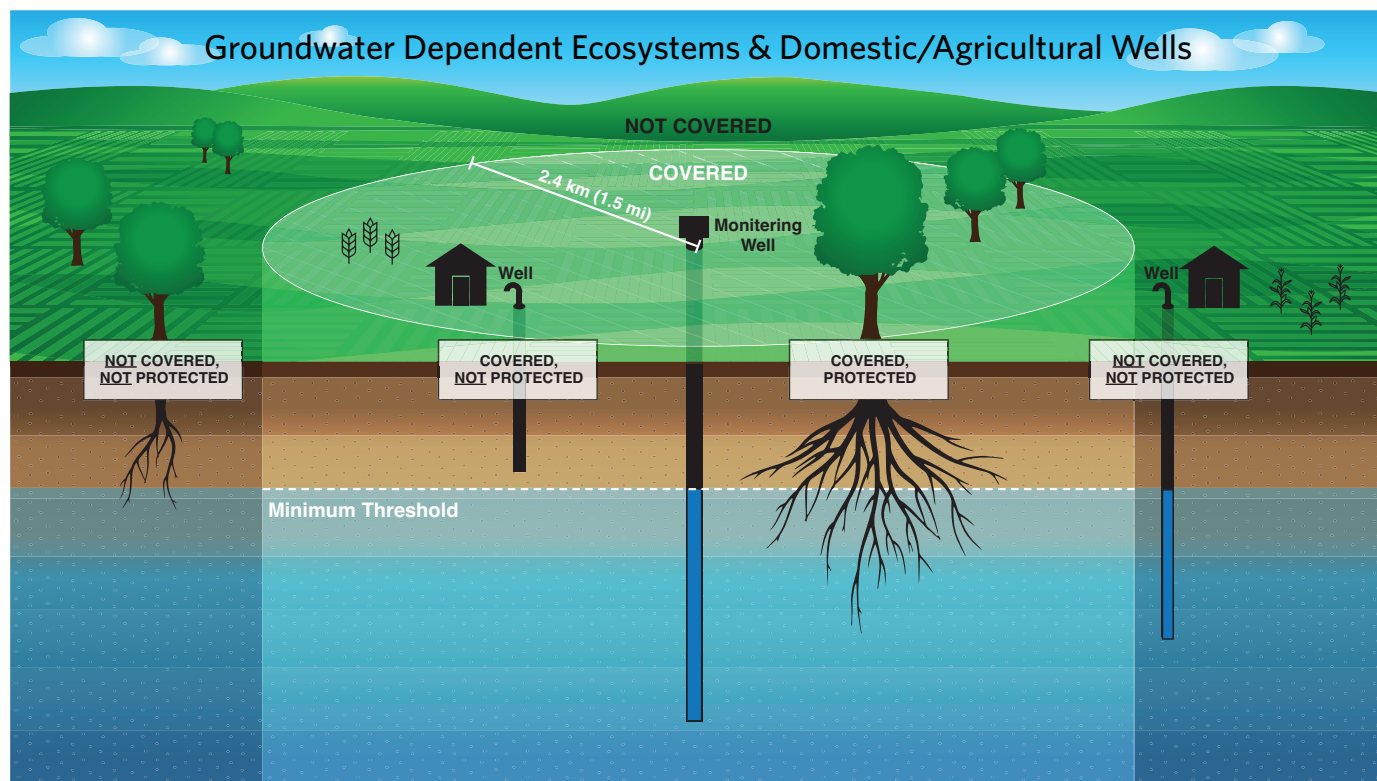 Groundwater Dependent Ecosystems & Domestic/Agricultural Wells
NOT COVERED
COVERED
2.4 km (1.5 mi)
Monitering
Well
Well
Well
NOT COVERED,
NOT PROTECTED
COVERED,
NOT PROTECTED
COVERED,
PROTECTED
NOT COVERED,
NOT PROTECTED
Minimum Threshold